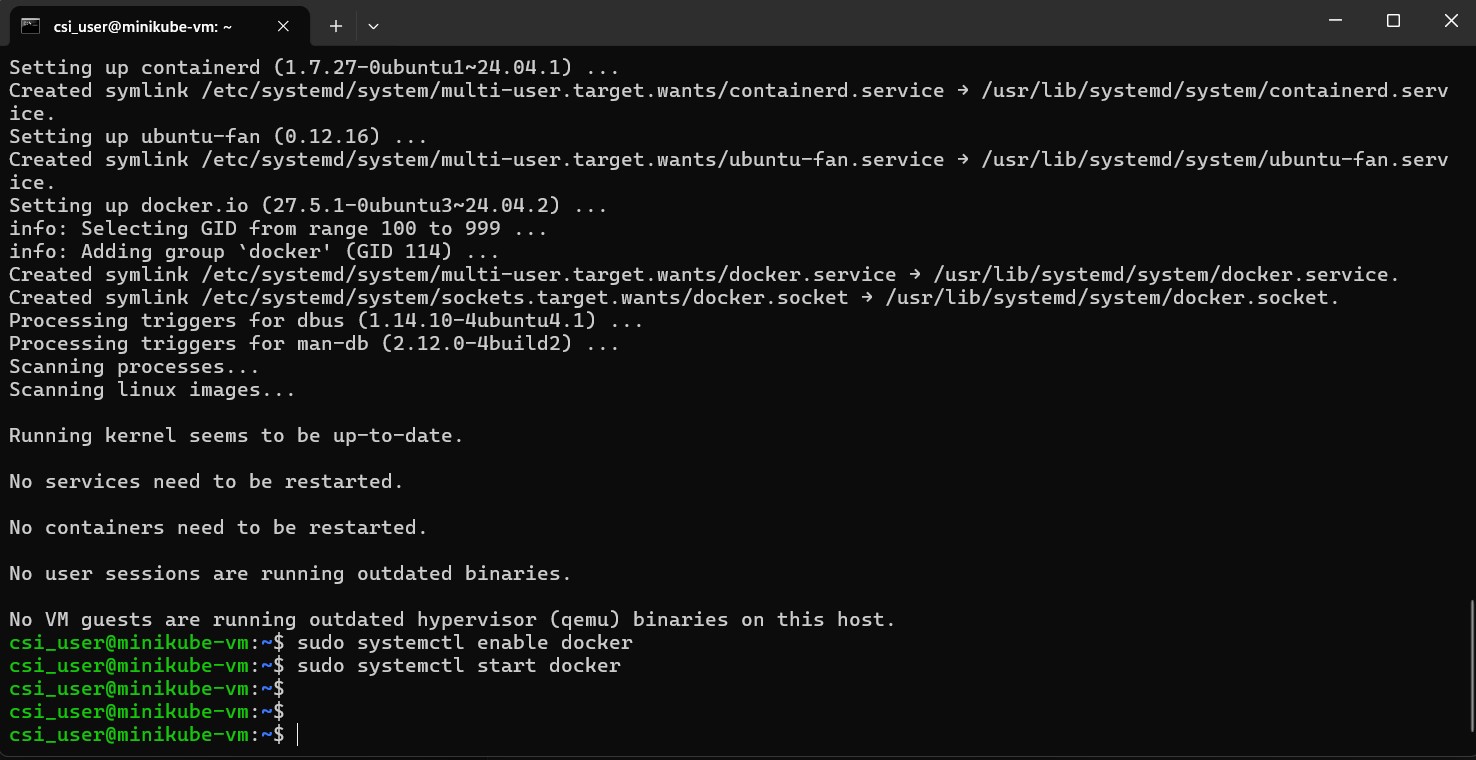 csi_user@minikube-vm: ~
Setting up containerd (1.7.27-0ubuntu1~24.04.1) ...
Created symlink /etc/systemd/system/multi-user.target.wants/containerd.service → /usr/lib/systemd/system/containerd.serv
ice.
Setting up ubuntu-fan (0.12.16) ...
Created symlink /etc/systemd/system/multi-user.target.wants/ubuntu-fan.service → /usr/lib/systemd/system/ubuntu-fan.serv
ice.
Setting up docker.io (27.5.1-0ubuntu3~24.04.2) ...
info: Selecting GID from range 100 to 999 ...
info: Adding group `docker' (GID 114) ...
Created symlink /etc/systemd/system/multi-user.target.wants/docker.service → /usr/lib/systemd/system/docker.service.
Created symlink /etc/systemd/system/sockets.target.wants/docker.socket → /usr/lib/systemd/system/docker.socket.
Processing triggers for dbus (1.14.10-4ubuntu4.1) ...
Processing triggers for man-db (2.12.0-4build2) ...
Scanning processes...
Scanning linux images...
Running kernel seems to be up-to-date.
No services need to be restarted.
No containers need to be restarted.
No user sessions are running outdated binaries.
No VM guests are running outdated hypervisor (qemu) binaries on this host.
csi_user@minikube-vm:~$ sudo systemctl enable docker
csi_user@minikube-vm:~$ sudo systemctl start docker
csi_user@minikube-vm:~$
csi_user@minikube-vm:~$
csi_user@minikube-vm:~$